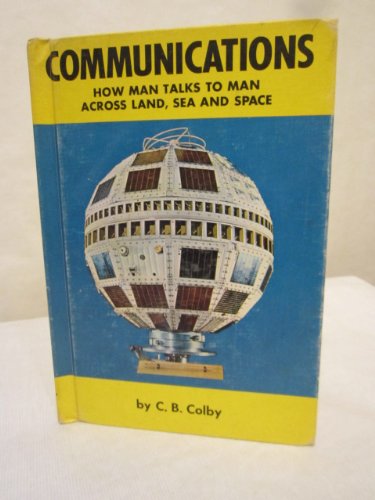 COMMUNICATIONS
HOW MAN TALKS TO MAN
ACROSS LAND, SEA AND SPACE
by C. B. Colby